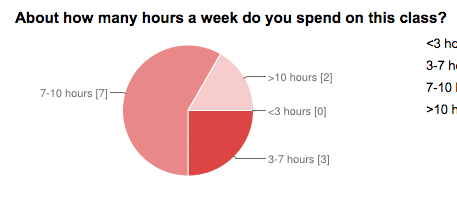 About how many hours a week do you spend on this class?
>10 hours [2]
7-10 hours [7]
<3 hours [0]
3-7 hours [3]
<3
3-7
7-10
>10